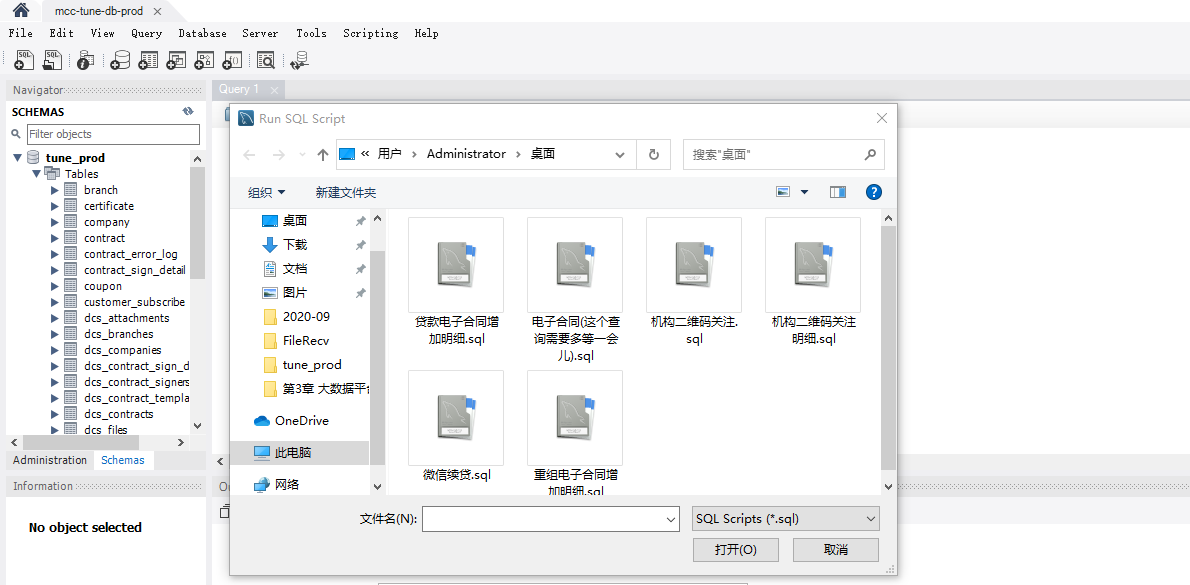 mcc-tune-db-prod
File Edit View Query Database Server Tools Scripting Help
Navigator
Query 1
SCHEMAS
Filter objects
tune_prod
Tables
branch
certificate
company
contract
contract_error_log
contract_sign_detail
coupon
customer_subscribe
dcs_attachments
dcs_branches
dcs_companies
dcs_contract_sign_d
dcs_contract_signers
dcs_contract_templa
dcs_contracts
dcs_files
Administration Schemas
Information
No object selected
Run SQL Script
« 用户 › Administrator › 桌面
搜索"桌面"
组织 新建文件夹
桌面
下载
文档
图片
2020-09
FileRecv
tune_prod
第3章 大数据平台
OneDrive
此电脑
网络
贷款电子合同增
加明细.sql
电子合同(这个查
询需要多等一会
儿).sql
机构二维码关注.
sql
机构二维码关注
明细.sql
微信续贷.sql
重组电子合同增
加明细.sql
文件名(N):
SQL Scripts (*.sql)
打开(O) 取消